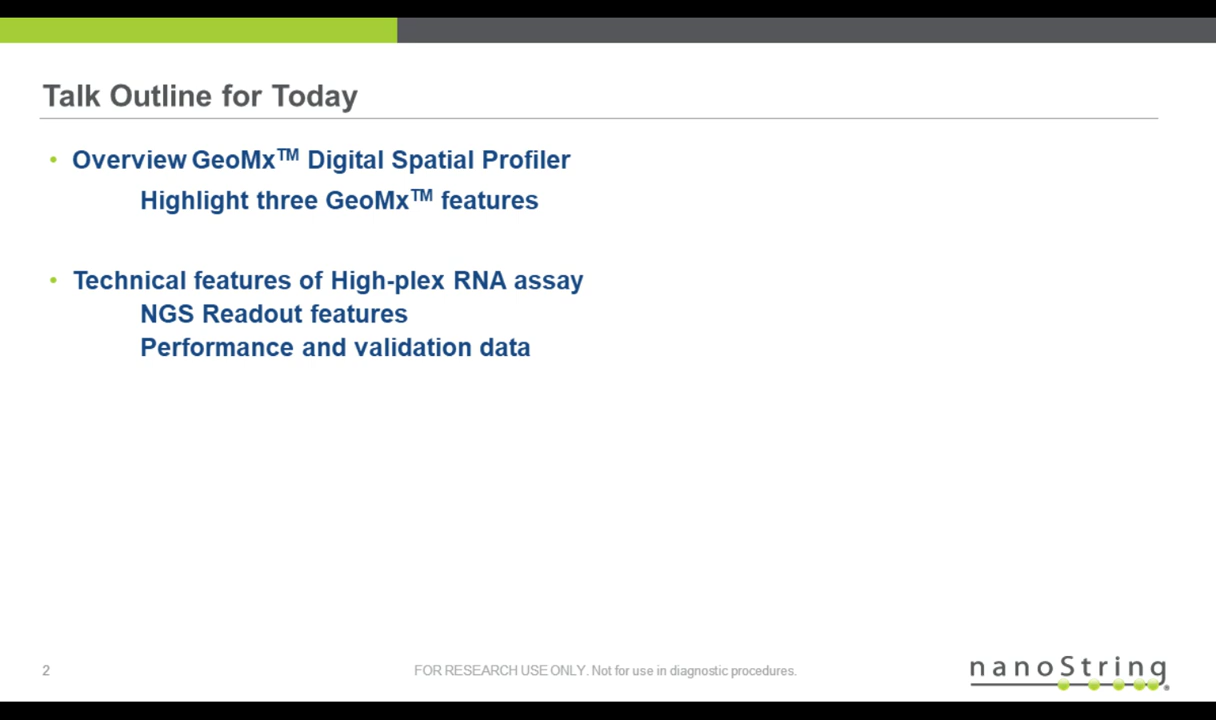 Talk Outline for Today
• Overview GeoMx™ Digital Spatial Profiler
Highlight three GeoMx™ features
• Technical features of High-plex RNA assay
NGS Readout features
Performance and validation data
2
FOR RESEARCH USE ONLY. Not for use in diagnostic procedures.
nanoString®